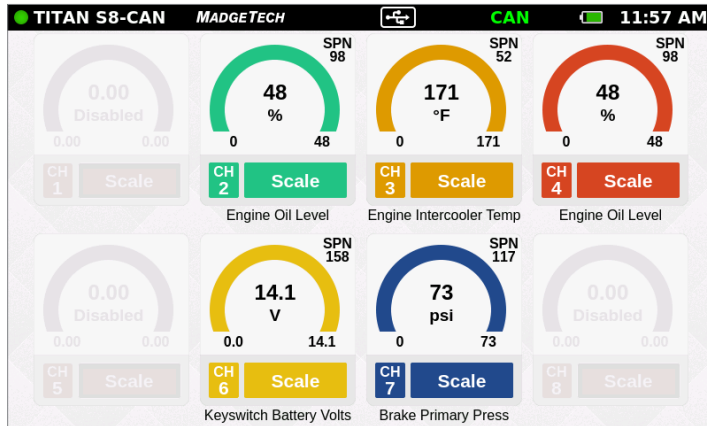 TITAN S8-CAN MADGETECH CAN 11:57 AM
0.00
Disabled
0.00 0.00
CH 1 Scale
SPN 98
48
%
0 48
CH 2 Scale
Engine Oil Level
SPN 52
171
°F
0 171
CH 3 Scale
Engine Intercooler Temp
SPN 98
48
%
0 48
CH 4 Scale
Engine Oil Level
0.00
Disabled
0.00 0.00
CH 5 Scale
SPN 158
14.1
V
0.0 14.1
CH 6 Scale
Keyswitch Battery Volts
SPN 117
73
psi
0 73
CH 7 Scale
Brake Primary Press
0.00
Disabled
0.00 0.00
CH 8 Scale